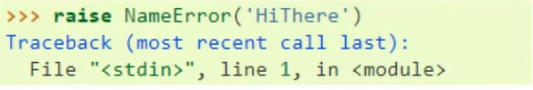 >>> raise NameError('HiThere')
Traceback (most recent call last):
  File "<stdin>", line 1, in <module>